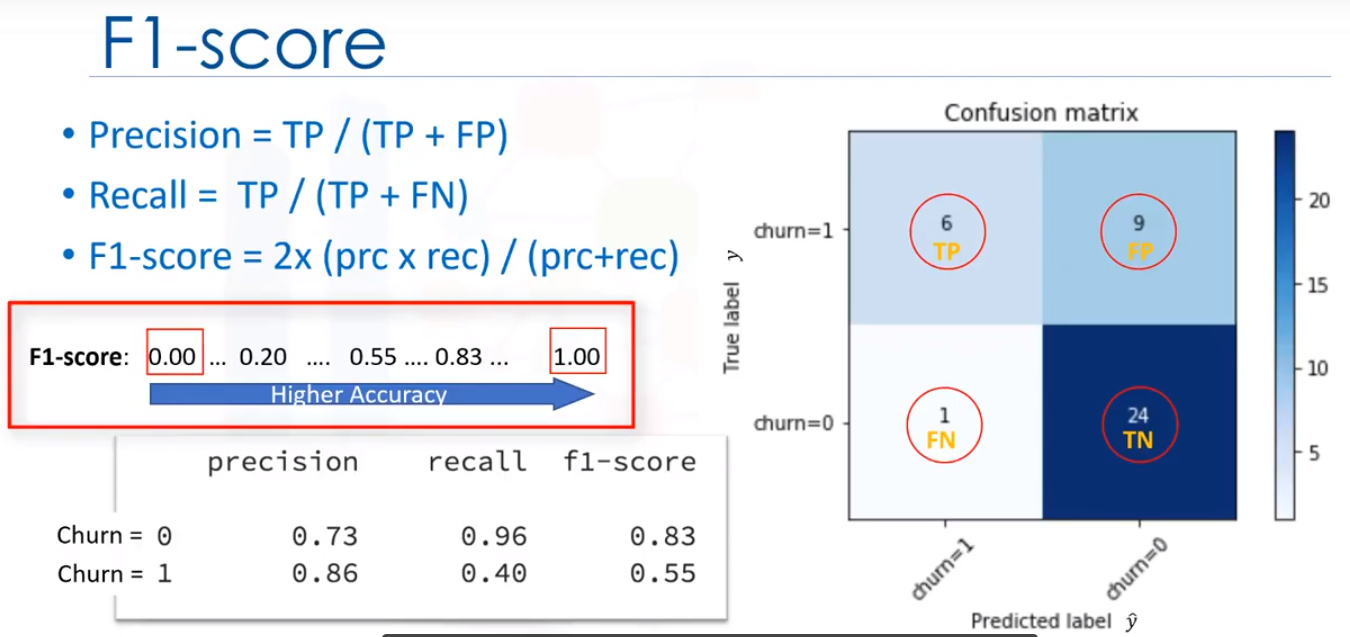 F1-score
• Precision = TP / (TP + FP)
• Recall = TP / (TP + FN)
• F1-score = 2x (prc x rec) / (prc+rec)
F1-score: 0.00 ... 0.20 .... 0.55 .... 0.83 ... 1.00
Higher Accuracy
precision recall f1-score
Churn = 0 0.73 0.96 0.83
Churn = 1 0.86 0.40 0.55
Confusion matrix
True label y
churn=1
churn=0
6
TP
9
FP
1
FN
24
TN
churn=1
churn=0
Predicted label ŷ
20
15
10
5